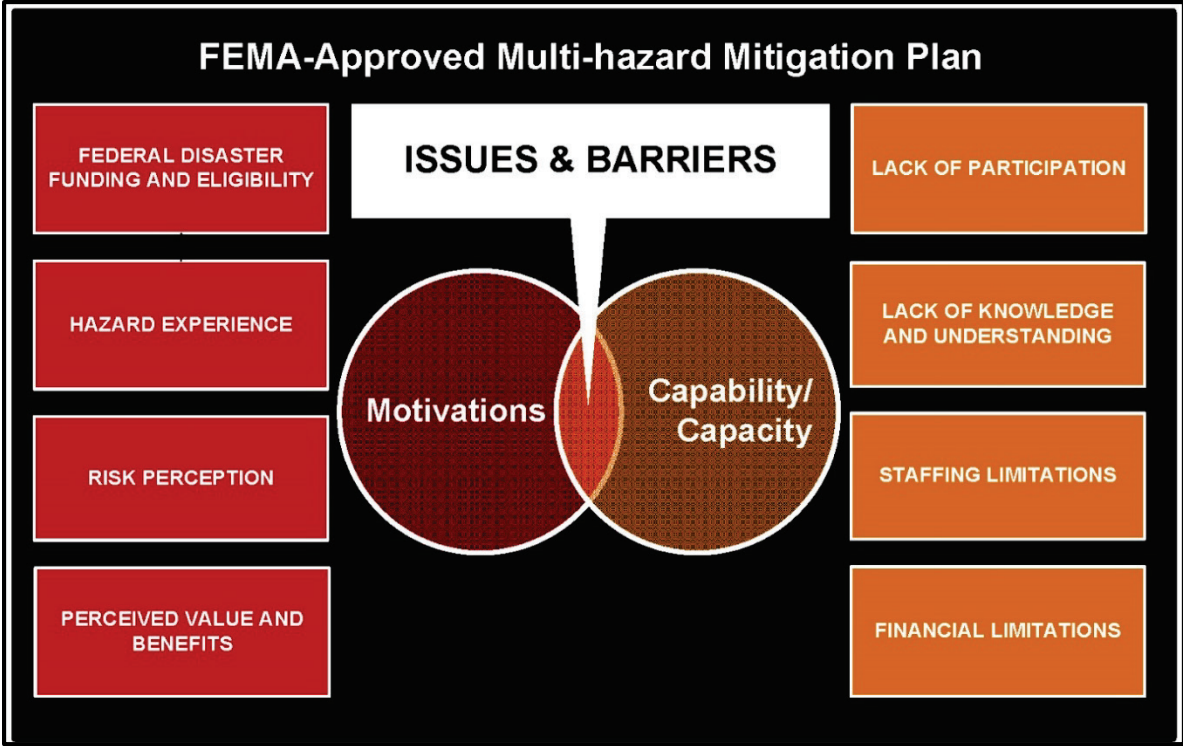 FEMA-Approved Multi-hazard Mitigation Plan
FEDERAL DISASTER
FUNDING AND ELIGIBILITY
HAZARD EXPERIENCE
RISK PERCEPTION
PERCEIVED VALUE AND
BENEFITS
ISSUES & BARRIERS
Motivations
Capability/
Capacity
LACK OF PARTICIPATION
LACK OF KNOWLEDGE
AND UNDERSTANDING
STAFFING LIMITATIONS
FINANCIAL LIMITATIONS